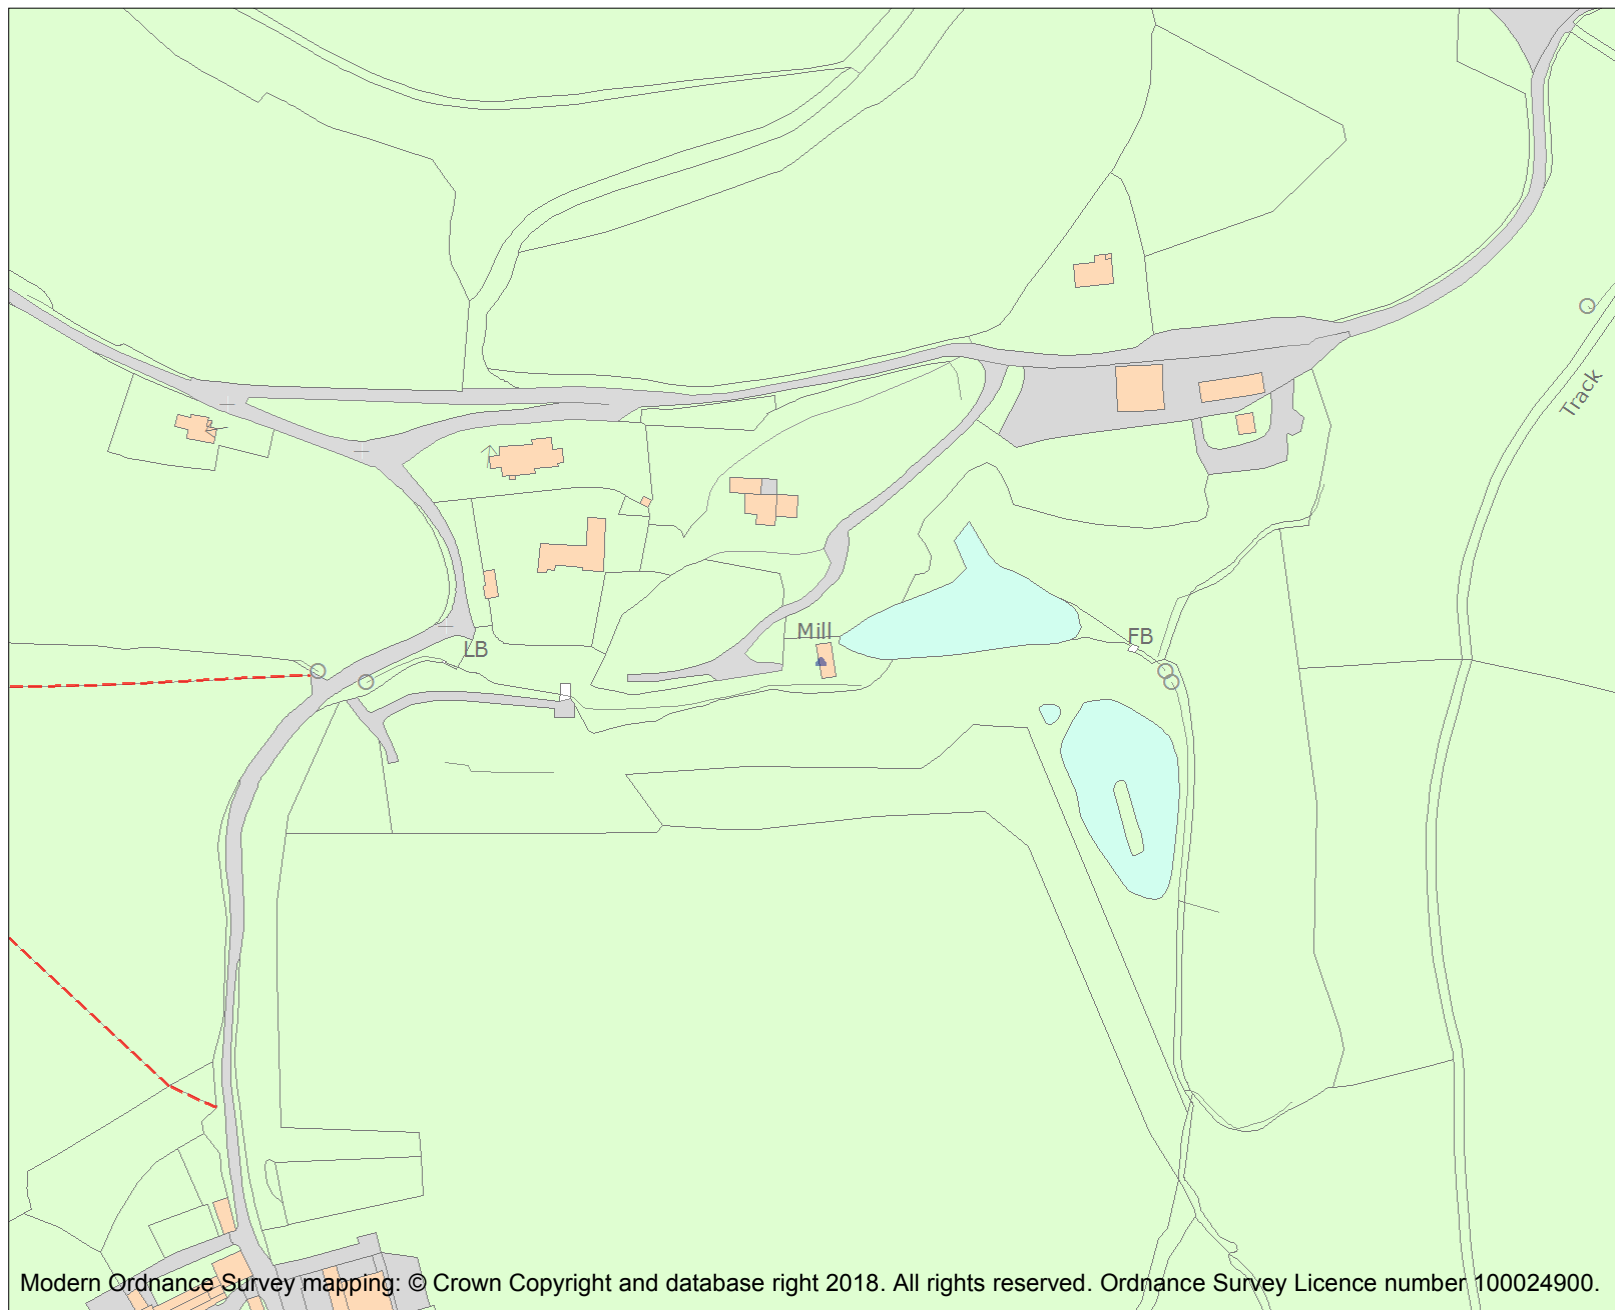 Track
Mill
FB
LB
Modern Ordnance Survey mapping: © Crown Copyright and database right 2018. All rights reserved. Ordnance Survey Licence number 100024900.